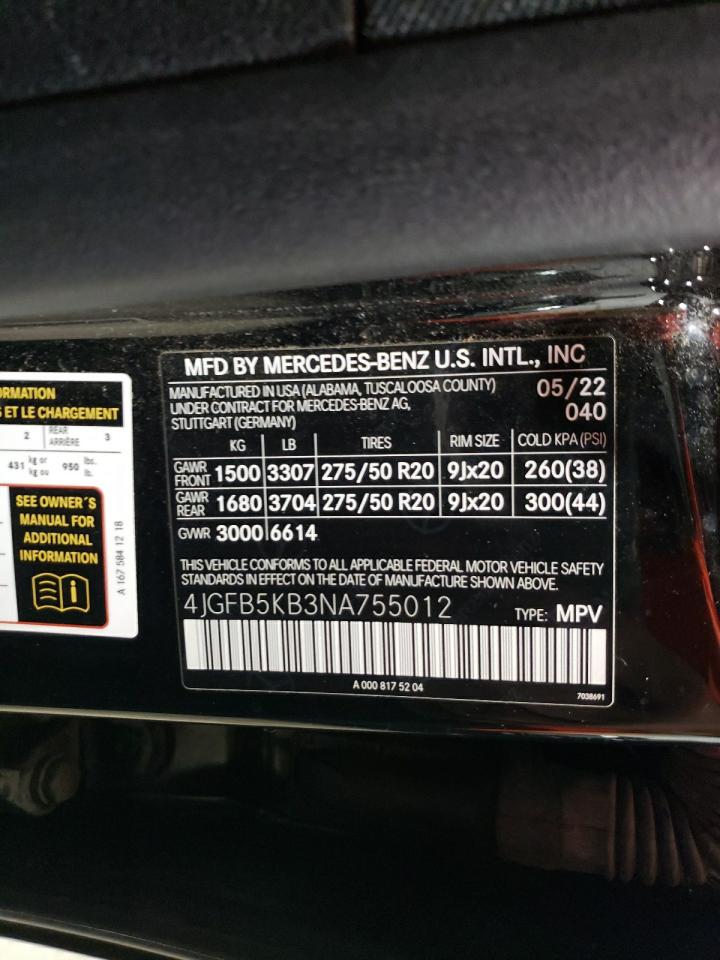 MFD BY MERCEDES-BENZ U.S. INTL., INC
MANUFACTURED IN USA (ALABAMA, TUSCALOOSA COUNTY) 05/22
UNDER CONTRACT FOR MERCEDES-BENZ AG, 040
STUTTGART (GERMANY)
KG LB TIRES RIM SIZE COLD KPA (PSI)
GAWR FRONT 1500 3307 275/50 R20 9Jx20 260(38)
GAWR REAR 1680 3704 275/50 R20 9Jx20 300(44)
GVWR 3000 6614
THIS VEHICLE CONFORMS TO ALL APPLICABLE FEDERAL MOTOR VEHICLE SAFETY
STANDARDS IN EFFECT ON THE DATE OF MANUFACTURE SHOWN ABOVE.
4JGFB5KB3NA755012 TYPE: MPV
A 000 817 52 04
7038691
ET LE CHARGEMENT
2 REAR ARRIÈRE 3
431 kg or kg ou 950 lbs. lb.
SEE OWNER´S
MANUAL FOR
ADDITIONAL
INFORMATION
A 167 584 12 18